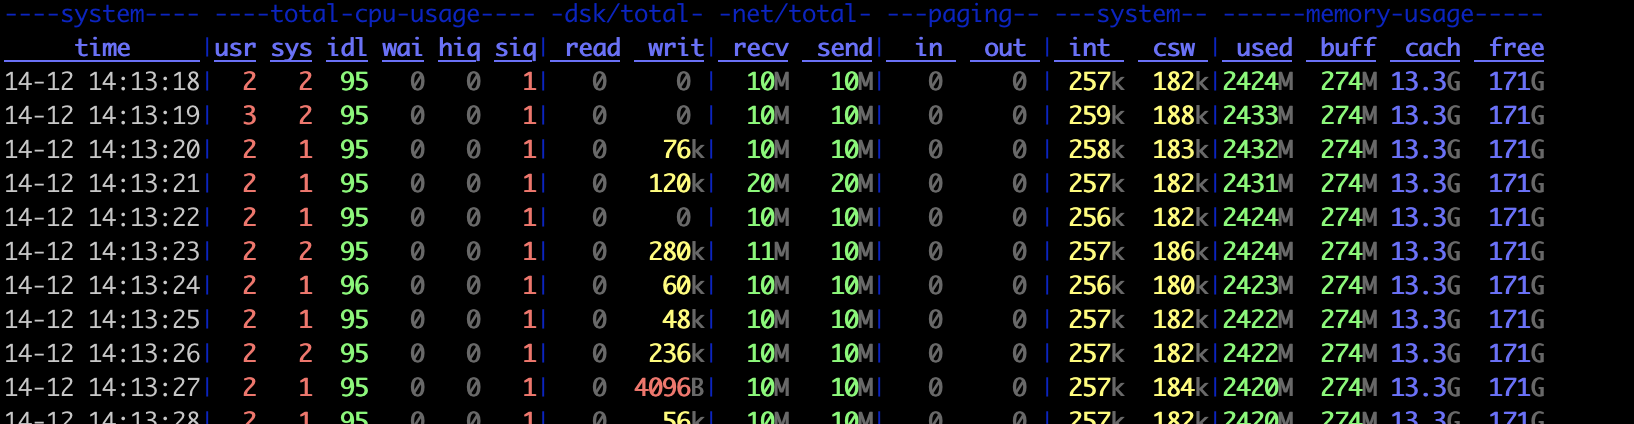 ----system---- ----total-cpu-usage---- -dsk/total- -net/total- ---paging-- ---system-- ------memory-usage-----
     time     |usr sys idl wai hiq siq| read  writ| recv  send|  in   out | int   csw | used  buff  cach  free
14-12 14:13:18|  2   2  95   0   0   1|   0     0 |  10M   10M|   0     0 | 257k  182k|2424M  274M 13.3G  171G
14-12 14:13:19|  3   2  95   0   0   1|   0     0 |  10M   10M|   0     0 | 259k  188k|2433M  274M 13.3G  171G
14-12 14:13:20|  2   1  95   0   0   1|   0    76k|  10M   10M|   0     0 | 258k  183k|2432M  274M 13.3G  171G
14-12 14:13:21|  2   1  95   0   0   1|   0   120k|  20M   20M|   0     0 | 257k  182k|2431M  274M 13.3G  171G
14-12 14:13:22|  2   1  95   0   0   1|   0     0 |  10M   10M|   0     0 | 256k  182k|2424M  274M 13.3G  171G
14-12 14:13:23|  2   2  95   0   0   1|   0   280k|  11M   10M|   0     0 | 257k  186k|2424M  274M 13.3G  171G
14-12 14:13:24|  2   1  96   0   0   1|   0    60k|  10M   10M|   0     0 | 256k  180k|2423M  274M 13.3G  171G
14-12 14:13:25|  2   1  95   0   0   1|   0    48k|  10M   10M|   0     0 | 257k  182k|2422M  274M 13.3G  171G
14-12 14:13:26|  2   2  95   0   0   1|   0   236k|  10M   10M|   0     0 | 257k  182k|2422M  274M 13.3G  171G
14-12 14:13:27|  2   1  95   0   0   1|   0  4096B|  10M   10M|   0     0 | 257k  184k|2420M  274M 13.3G  171G
14-12 14:13:28|  2   1  95   0   0   1|   0    56k|  10M   10M|   0     0 | 257k  182k|2420M  274M 13.3G  171G